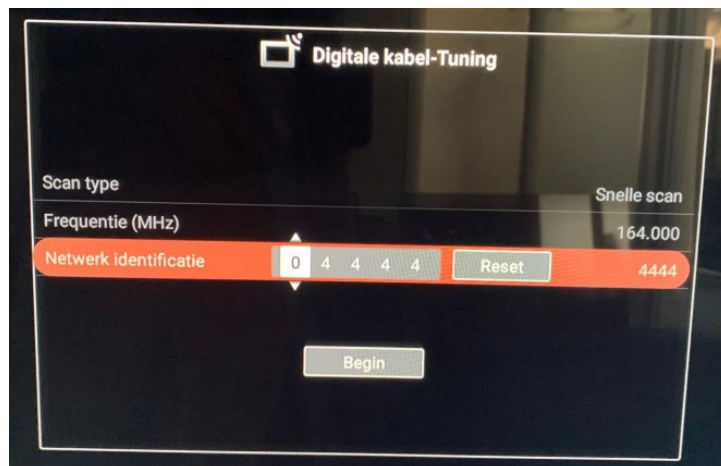 Digitale kabel-Tuning
Scan type Snelle scan
Frequentie (MHz) 164.000
Netwerk identificatie 0 4 4 4 4 Reset 4444
Begin